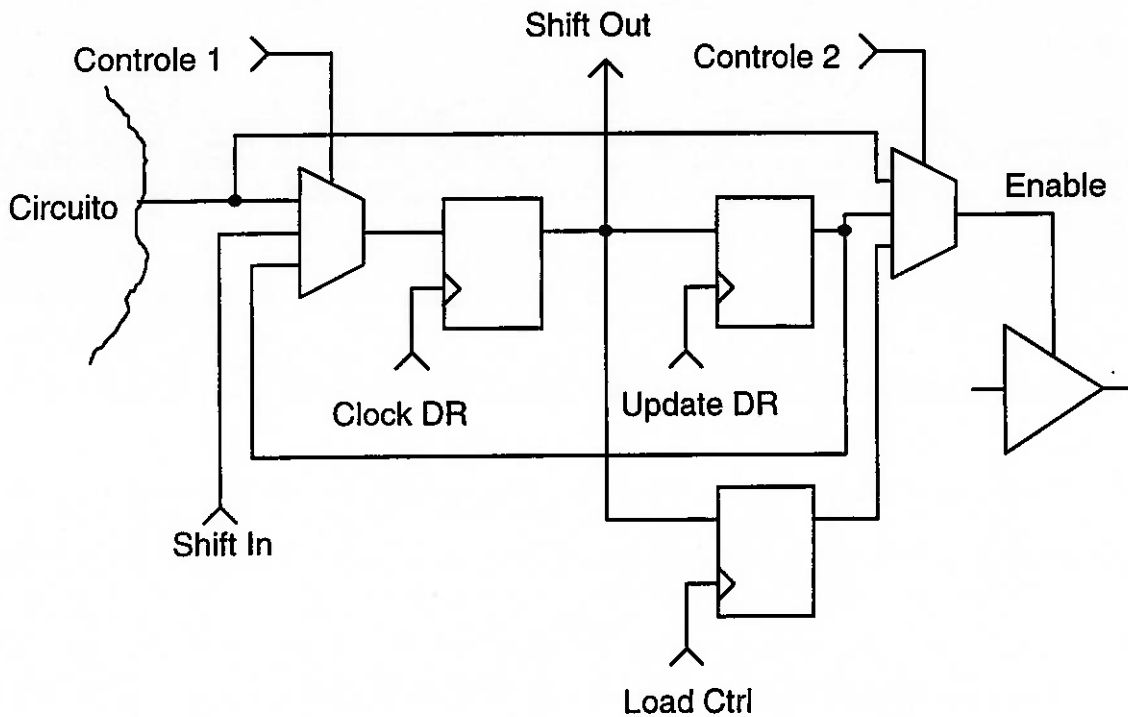 Shift Out
Controle 1
Controle 2
Circuito
Enable
Clock DR
Update DR
Shift In
Load Ctrl